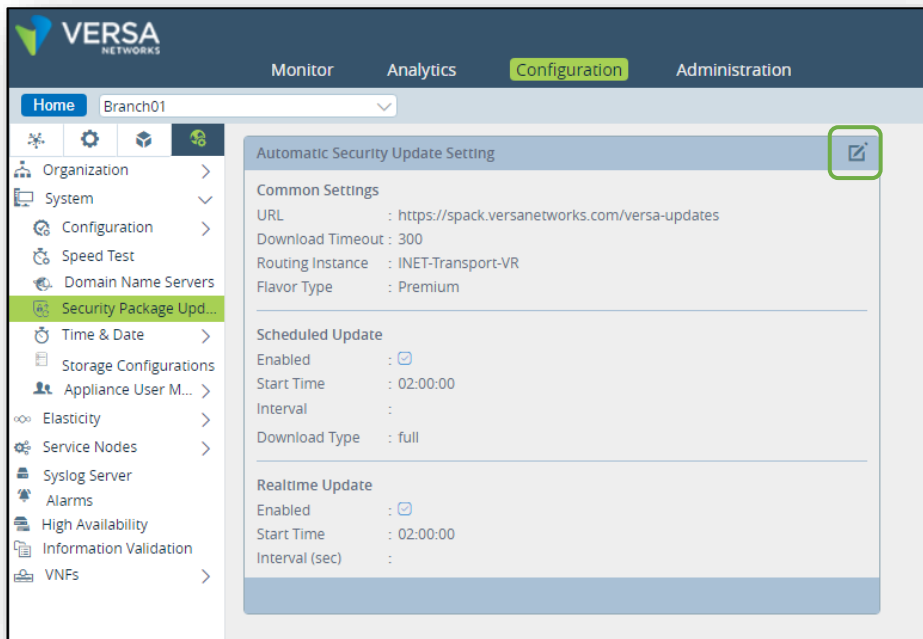 VERSA
NETWORKS
Monitor Analytics Configuration Administration
Home Branch01
Organization
System
Configuration
Speed Test
Domain Name Servers
Security Package Upd...
Time & Date
Storage Configurations
Appliance User M...
Elasticity
Service Nodes
Syslog Server
Alarms
High Availability
Information Validation
VNFs
Automatic Security Update Setting
Common Settings
URL : https://spack.versanetworks.com/versa-updates
Download Timeout : 300
Routing Instance : INET-Transport-VR
Flavor Type : Premium
Scheduled Update
Enabled :
Start Time : 02:00:00
Interval :
Download Type : full
Realtime Update
Enabled :
Start Time : 02:00:00
Interval (sec) :